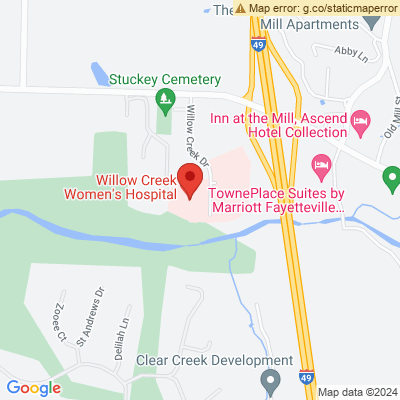 Map error: g.co/staticmaperror
The
Mill Apartments
49
Abby Ln
Stuckey Cemetery
Willow Creek Dr
Inn at the Mill, Ascend
Hotel Collection
Old Mill St
Willow Creek
Women's Hospital
TownePlace Suites by
Marriott Fayetteville...
Zooee Ct
St Andrews Dr
Delilah Ln
Clear Creek Development
49
Google
Map data ©2024